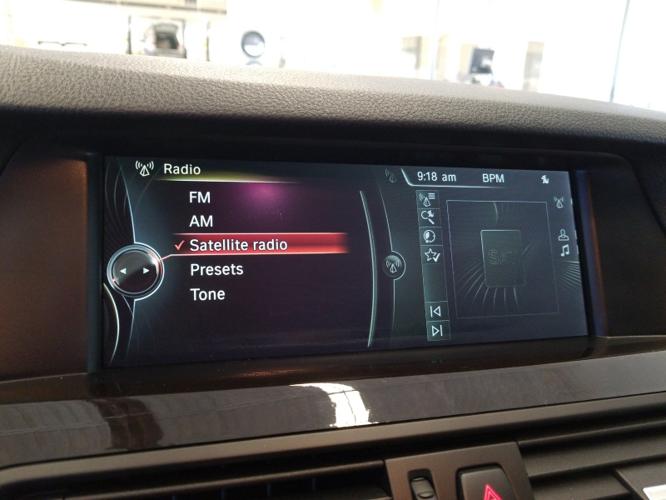 Radio
9:18 am BPM
FM
AM
Satellite radio
Presets
Tone